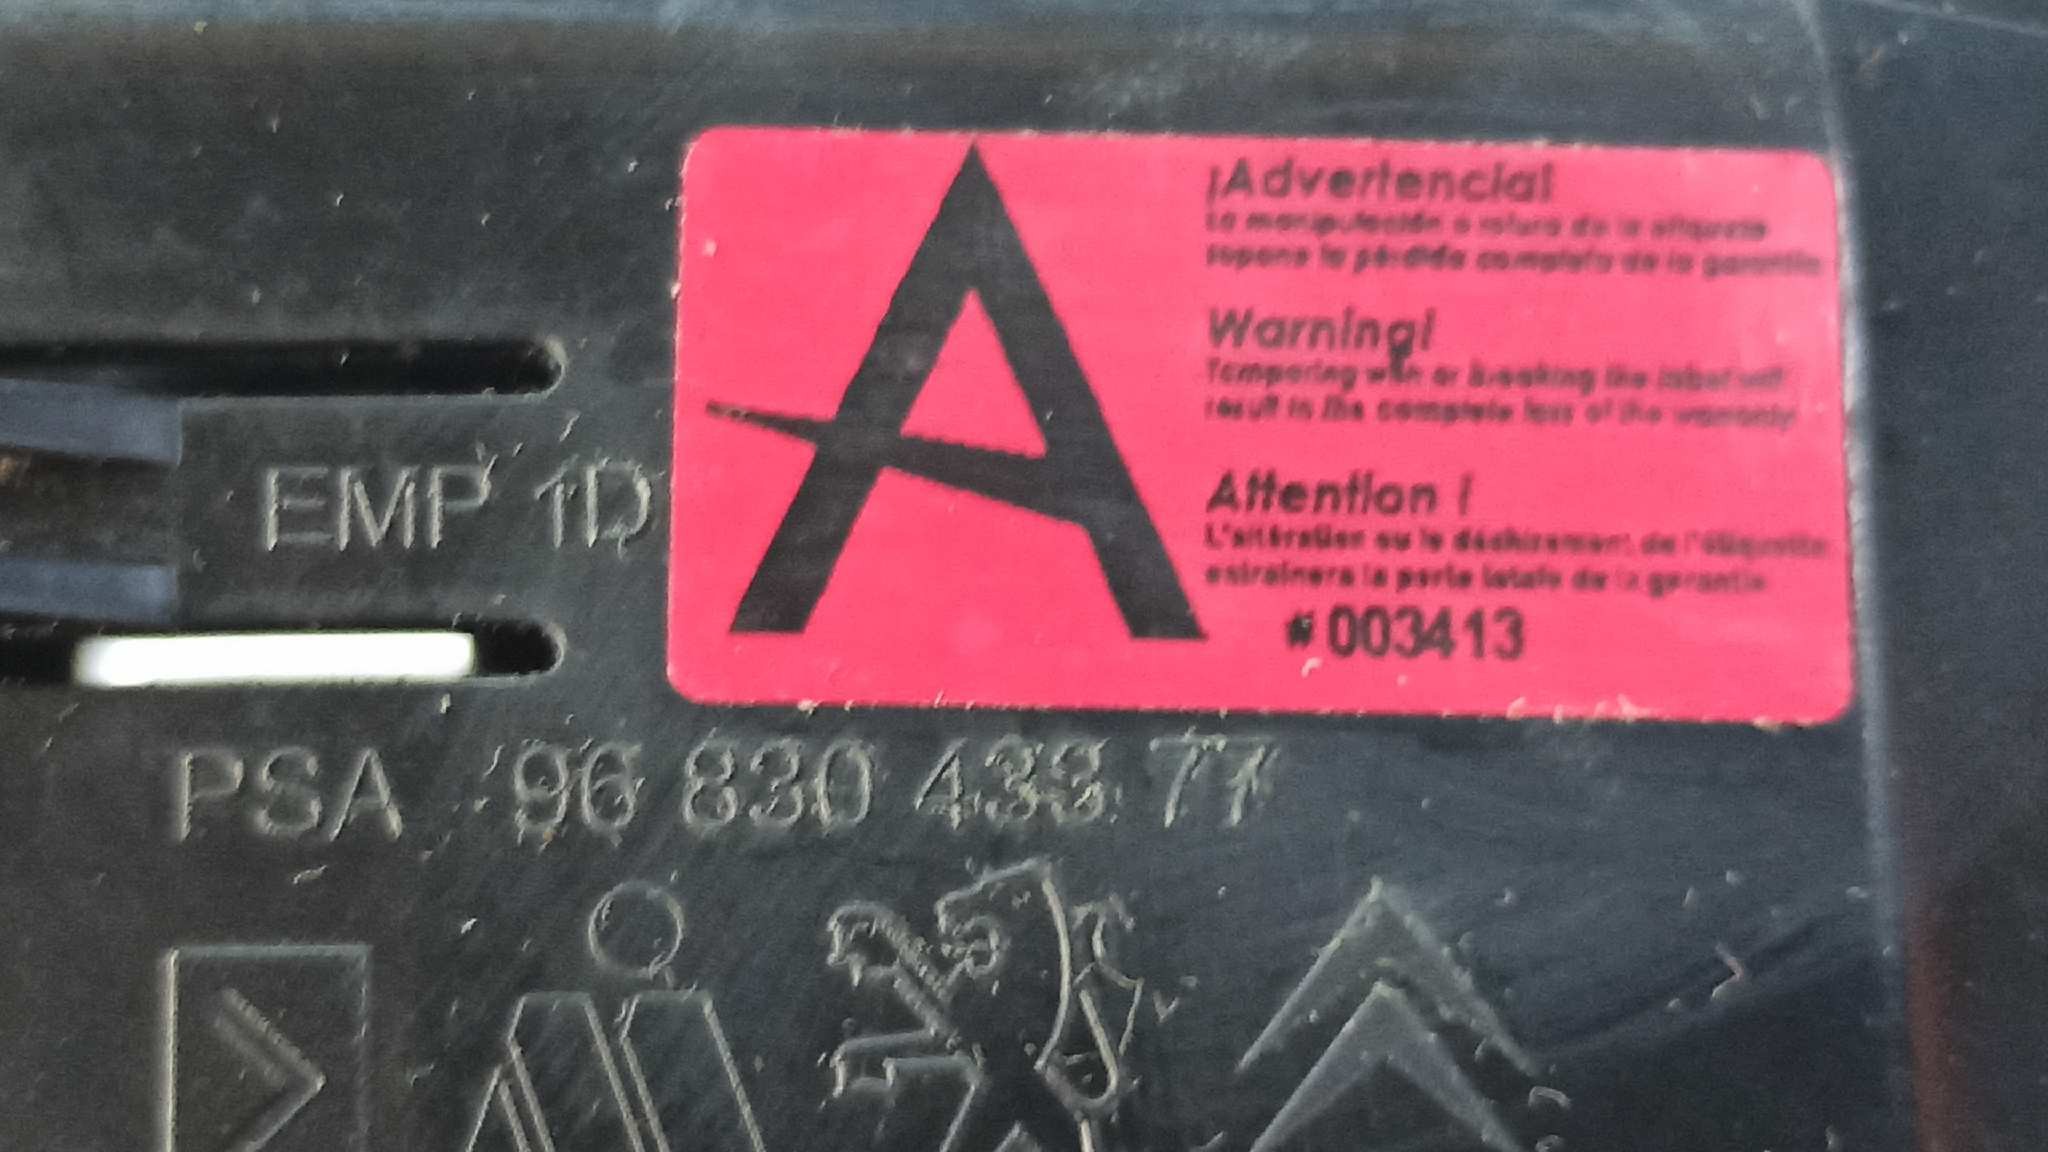 ¡Advertencia!
La manipulación o rotura de la etiqueta
supone la pérdida completa de la garantía
Warning!
Tampering with or breaking the label will
result in the complete loss of the warranty
Attention !
L'altération ou le déchirement de l'étiquette
entraînera la perte totale de la garantie
#003413
EMP 1D
PSA 96 830 433 77